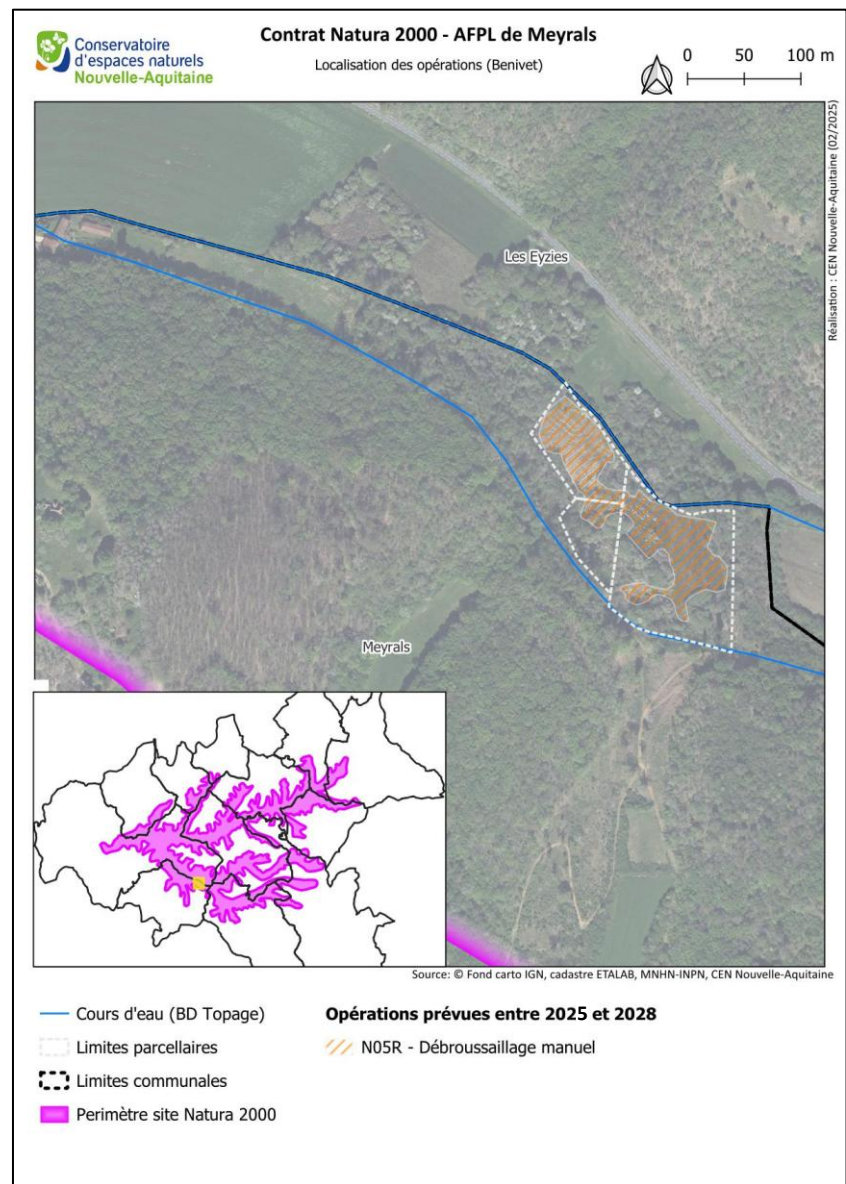 Conservatoire
d'espaces naturels
Nouvelle-Aquitaine
Contrat Natura 2000 - AFPL de Meyrals
Localisation des opérations (Benivet)
0 50 100 m
Réalisation : CEN Nouvelle-Aquitaine (02/2025)
Les Eyzies
Meyrals
Source: © Fond carto IGN, cadastre ETALAB, MNHN-INPN, CEN Nouvelle-Aquitaine
Cours d'eau (BD Topage)
Limites parcellaires
Limites communales
Perimètre site Natura 2000
Opérations prévues entre 2025 et 2028
N05R - Débroussaillage manuel